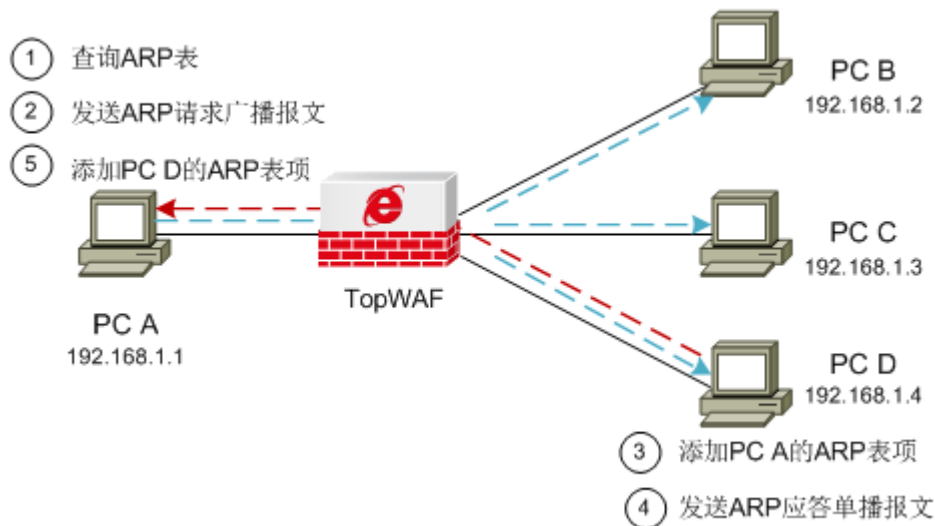 1 查询ARP表
2 发送ARP请求广播报文
5 添加PC D的ARP表项
PC A
192.168.1.1
TopWAF
PC B
192.168.1.2
PC C
192.168.1.3
PC D
192.168.1.4
3 添加PC A的ARP表项
4 发送ARP应答单播报文